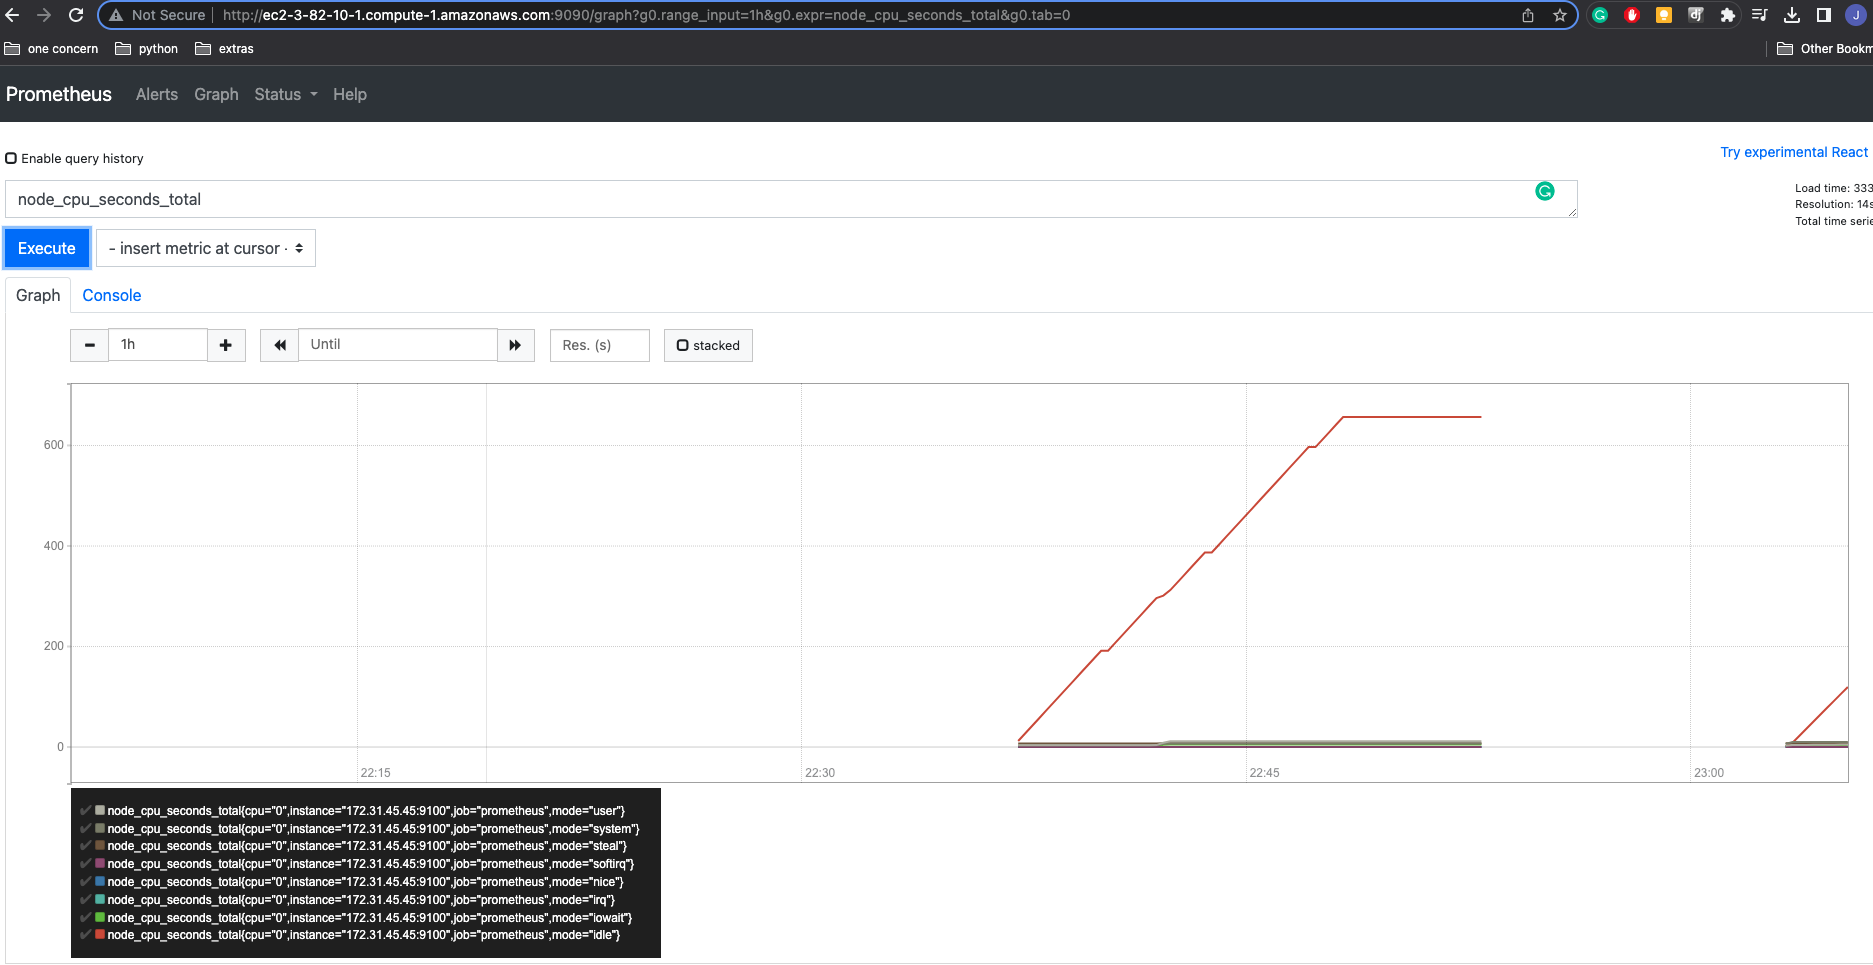 Not Secure | http://ec2-3-82-10-1.compute-1.amazonaws.com:9090/graph?g0.range_input=1h&g0.expr=node_cpu_seconds_total&g0.tab=0
J
one concern python extras Other Bookm
Prometheus Alerts Graph Status Help
Enable query history
Try experimental React
node_cpu_seconds_total
Load time: 333
Resolution: 14s
Total time serie
Execute - insert metric at cursor -
Graph Console
1h Until Res. (s) stacked
600
400
200
0
22:15 22:30 22:45 23:00
node_cpu_seconds_total{cpu="0",instance="172.31.45.45:9100",job="prometheus",mode="user"}
node_cpu_seconds_total{cpu="0",instance="172.31.45.45:9100",job="prometheus",mode="system"}
node_cpu_seconds_total{cpu="0",instance="172.31.45.45:9100",job="prometheus",mode="steal"}
node_cpu_seconds_total{cpu="0",instance="172.31.45.45:9100",job="prometheus",mode="softirq"}
node_cpu_seconds_total{cpu="0",instance="172.31.45.45:9100",job="prometheus",mode="nice"}
node_cpu_seconds_total{cpu="0",instance="172.31.45.45:9100",job="prometheus",mode="irq"}
node_cpu_seconds_total{cpu="0",instance="172.31.45.45:9100",job="prometheus",mode="iowait"}
node_cpu_seconds_total{cpu="0",instance="172.31.45.45:9100",job="prometheus",mode="idle"}